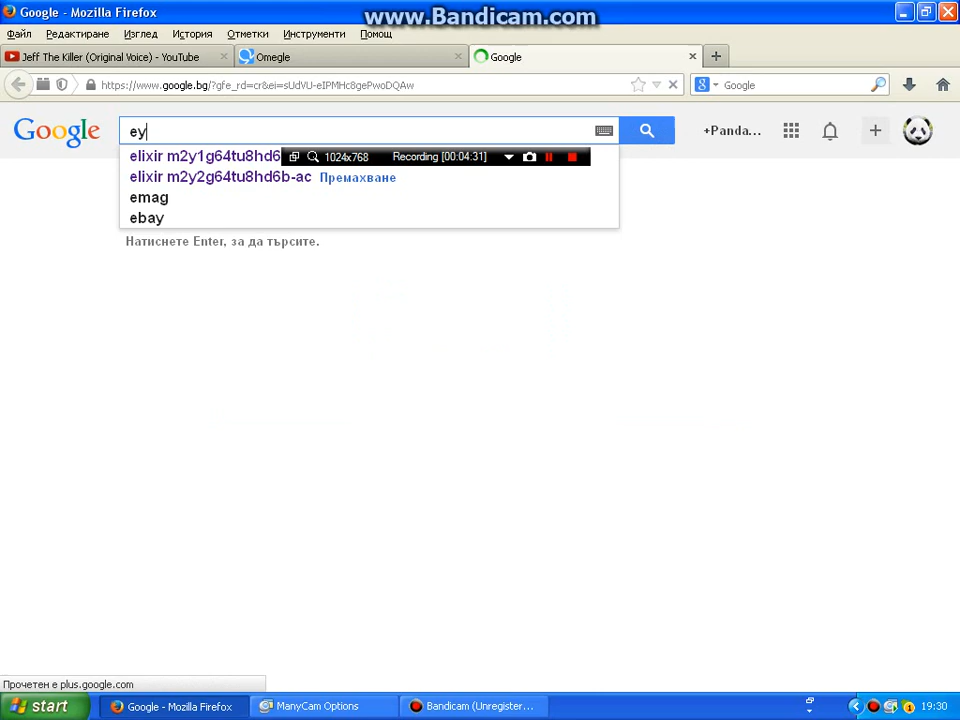 www.Bandicam.com
Google - Mozilla Firefox
Файл Редактиране Изглед История Отметки Инструменти Помощ
Jeff The Killer (Original Voice) - YouTube
Omegle
Google
https://www.google.bg/?gfe_rd=cr&ei=sUdVU-eIPMHc8gePwoDQAw
Google
Google
ey
+Panda...
elixir m2y1g64tu8hd6
1024x768 Recording [00:04:31]
elixir m2y2g64tu8hd6b-ac Премахване
emag
ebay
Натиснете Enter, за да търсите.
Прочетен е plus.google.com
start
Google - Mozilla Firefox
ManyCam Options
Bandicam (Unregister...
19:30